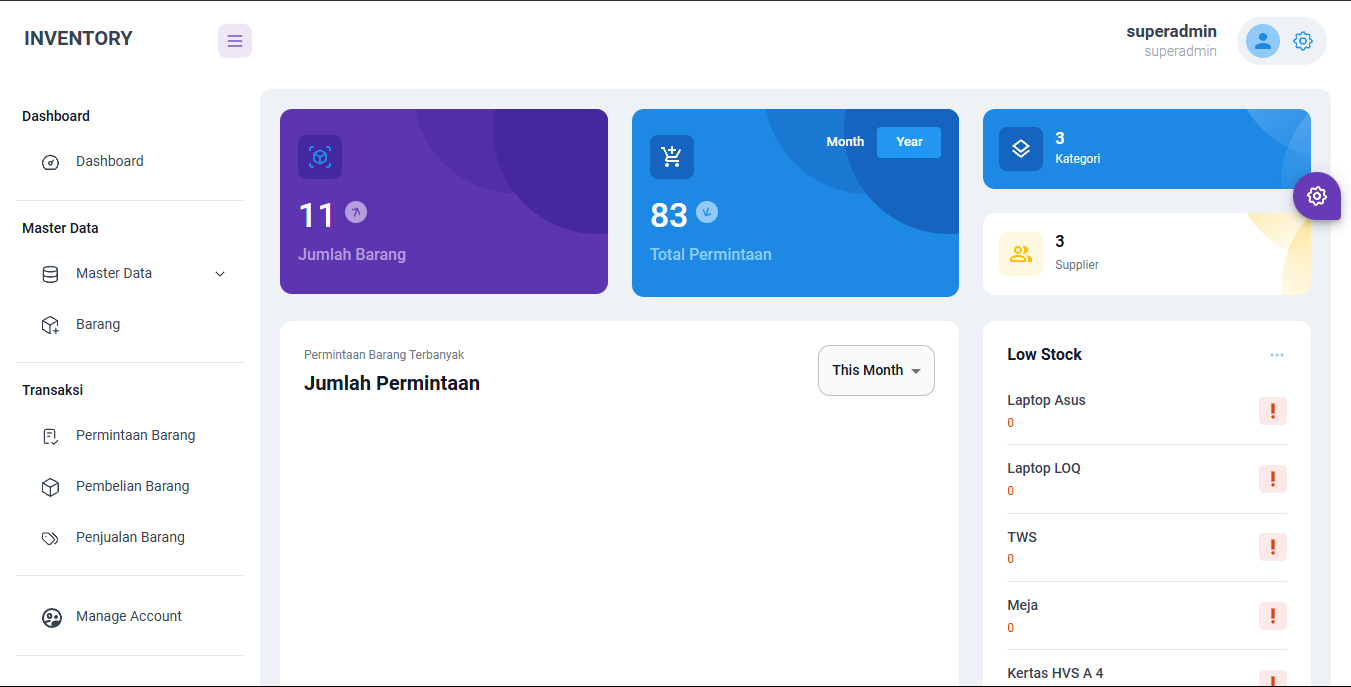 INVENTORY
superadmin
superadmin
Dashboard
Dashboard
Master Data
Master Data
Barang
Transaksi
Permintaan Barang
Pembelian Barang
Penjualan Barang
Manage Account
11
Jumlah Barang
Month
Year
83
Total Permintaan
3
Kategori
3
Supplier
Permintaan Barang Terbanyak
Jumlah Permintaan
This Month
Low Stock
Laptop Asus
0
Laptop LOQ
0
TWS
0
Meja
0
Kertas HVS A 4